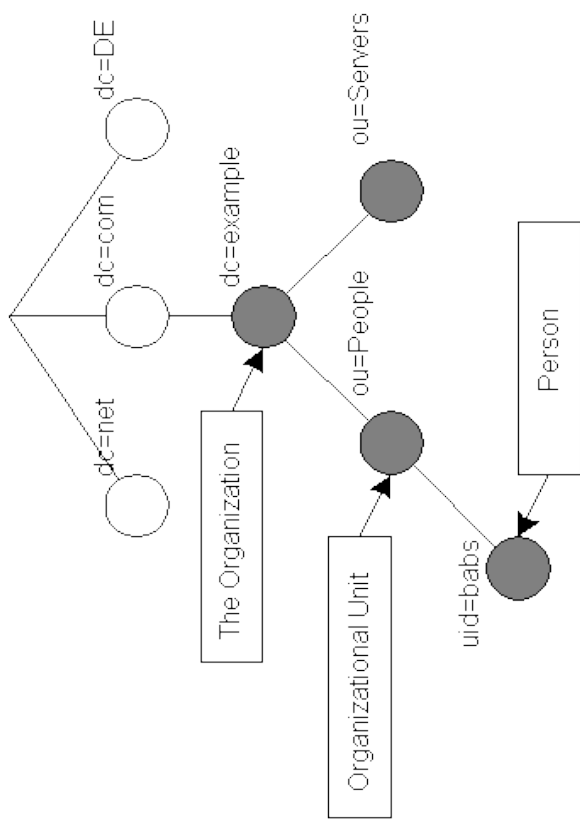 dc=net
dc=com
dc=DE
The Organization
dc=example
Organizational Unit
ou=People
ou=Servers
uid=babs
Person